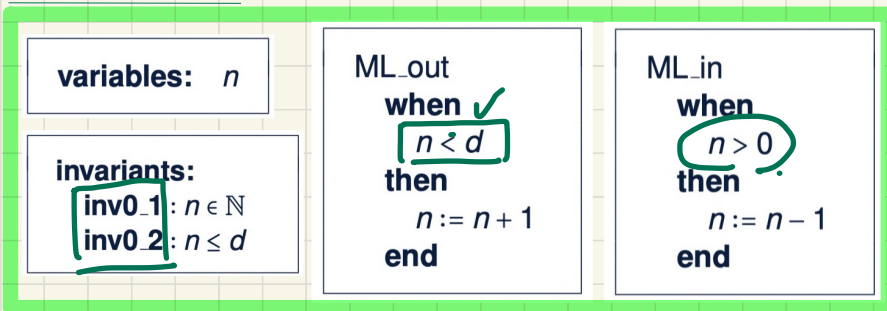 variables: n
invariants:
inv0_1 : n ∈ ℕ
inv0_2 : n ≤ d
ML_out
when ✓
n < d
then
n := n + 1
end
ML_in
when
n > 0
then
n := n − 1
end